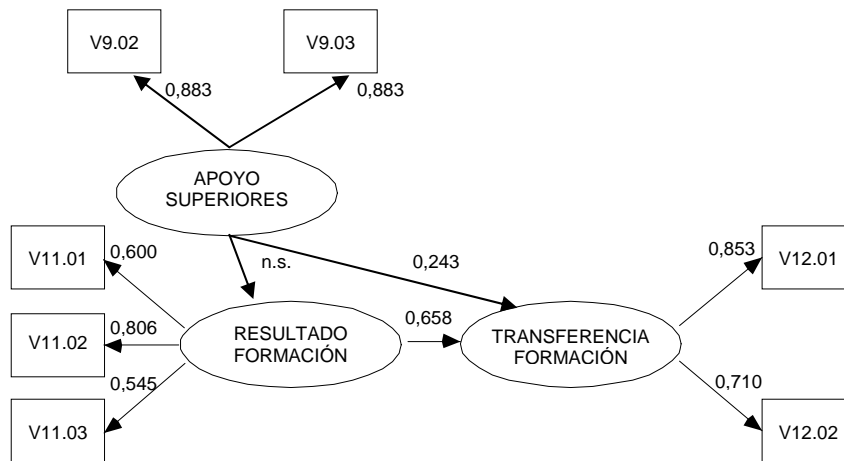 V9.02
V9.03
0,883
0,883
APOYO
SUPERIORES
V11.01
0,600
n.s.
0,243
0,853
V12.01
V11.02
0,806
RESULTADO
FORMACIÓN
0,658
TRANSFERENCIA
FORMACIÓN
0,545
0,710
V11.03
V12.02